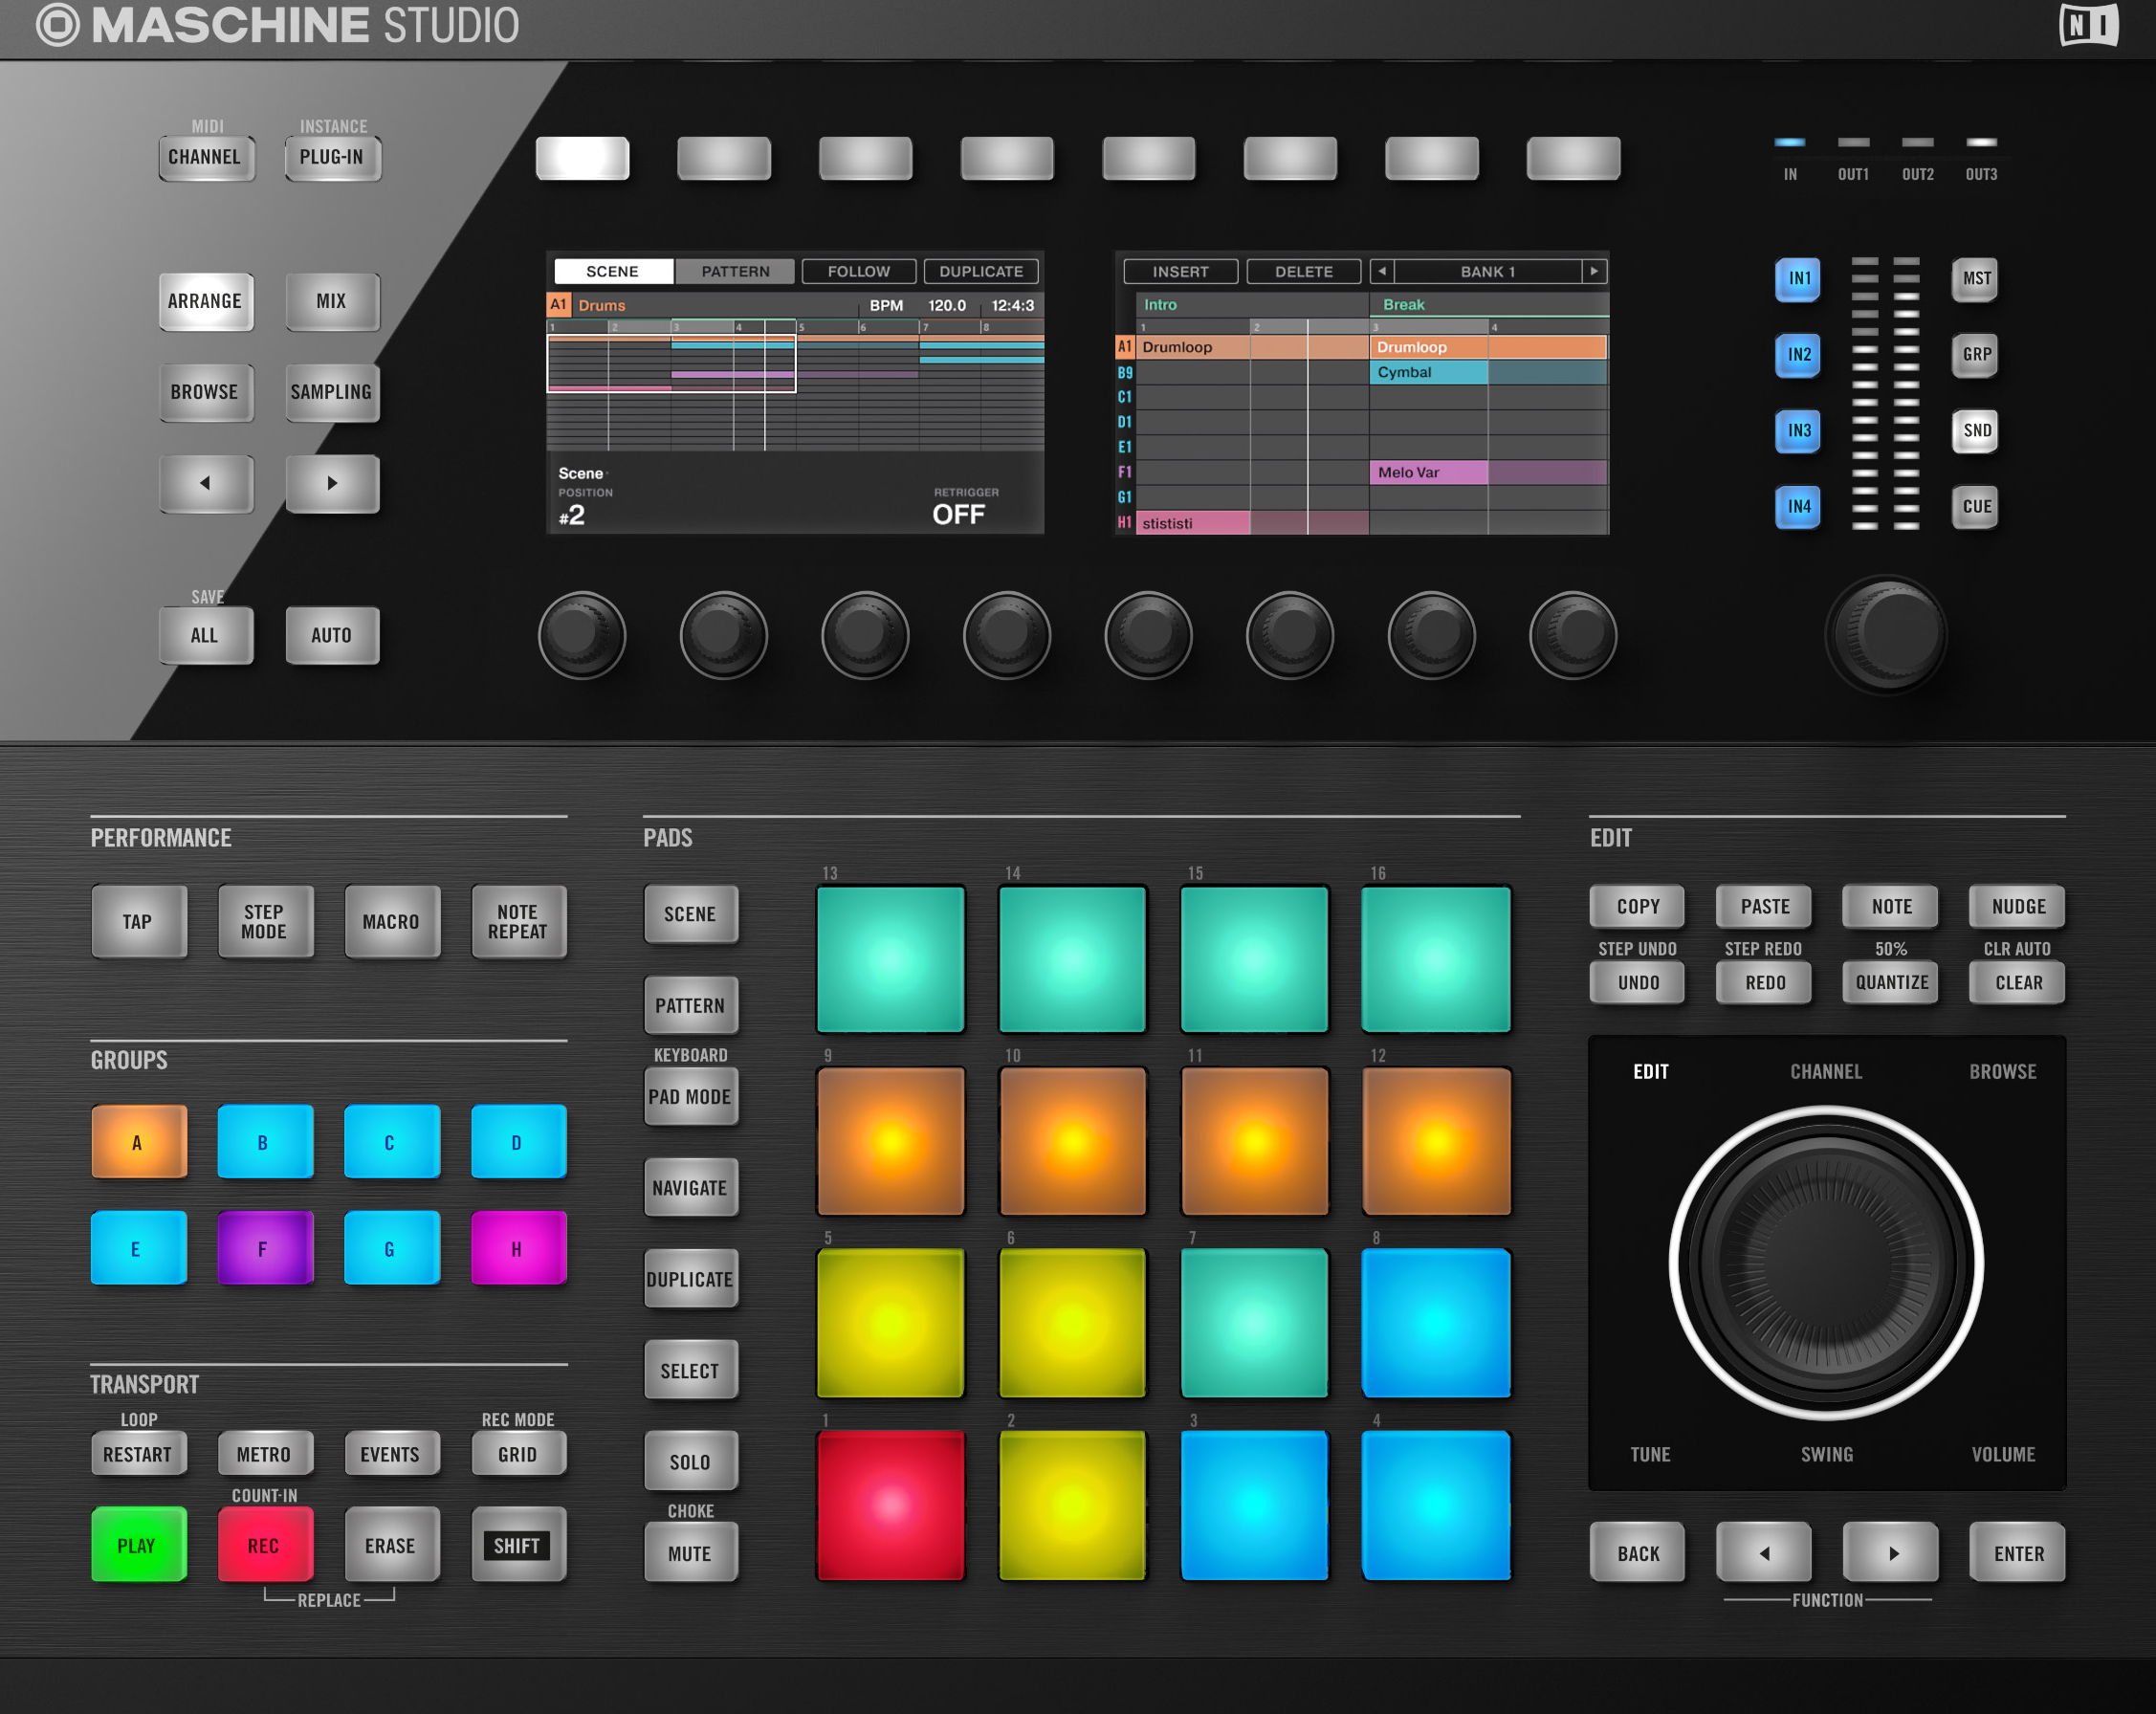 MASCHINE STUDIO
NI
MIDI
INSTANCE
CHANNEL
PLUG-IN
IN
OUT1
OUT2
OUT3
ARRANGE
MIX
BROWSE
SAMPLING
SAVE
ALL
AUTO
SCENE
PATTERN
FOLLOW
DUPLICATE
A1
Drums
BPM
120.0
12:4:3
1 2 3 4 5 6 7 8
Scene
POSITION
RETRIGGER
#2
OFF
INSERT
DELETE
BANK 1
Intro
Break
1 2 3 4
A1 Drumloop Drumloop
B9 Cymbal
C1
D1
E1
F1 Melo Var
G1
H1 stististi
IN1
MST
IN2
GRP
IN3
SND
IN4
CUE
PERFORMANCE
TAP
STEP
MODE
MACRO
NOTE
REPEAT
GROUPS
A
B
C
D
E
F
G
H
TRANSPORT
LOOP
REC MODE
RESTART
METRO
EVENTS
GRID
COUNT-IN
PLAY
REC
ERASE
SHIFT
REPLACE
PADS
SCENE
PATTERN
KEYBOARD
PAD MODE
NAVIGATE
DUPLICATE
SELECT
SOLO
CHOKE
MUTE
13
14
15
16
9
10
11
12
5
6
7
8
1
2
3
4
EDIT
COPY
PASTE
NOTE
NUDGE
STEP UNDO
STEP REDO
50%
CLR AUTO
UNDO
REDO
QUANTIZE
CLEAR
EDIT
CHANNEL
BROWSE
TUNE
SWING
VOLUME
BACK
ENTER
FUNCTION